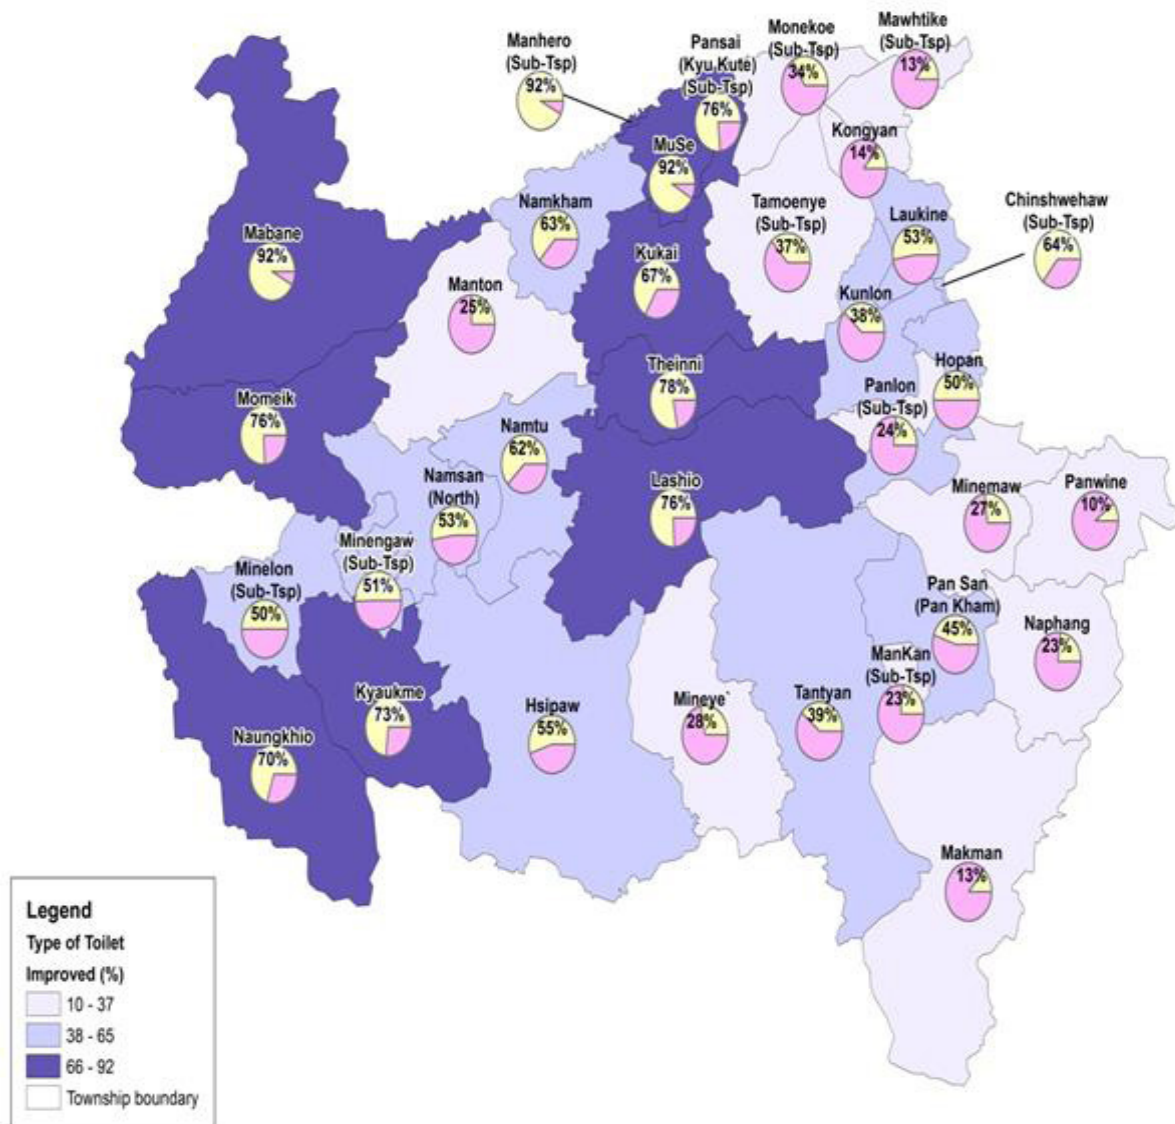 Manhero
(Sub-Tsp)
92%
Pansai
(Kyu Kute)
(Sub-Tsp)
76%
Monekoe
(Sub-Tsp)
34%
Mawhtike
(Sub-Tsp)
13%
MuSe
92%
Kongyan
14%
Namkham
63%
Tamoenye
(Sub-Tsp)
37%
Laukine
53%
Chinshwehaw
(Sub-Tsp)
64%
Mabane
92%
Manton
25%
Kukai
67%
Kunlon
38%
Theinni
78%
Hopan
50%
Momeik
76%
Namtu
62%
Panlon
(Sub-Tsp)
24%
Namsan
(North)
53%
Lashio
76%
Minemaw
27%
Panwine
10%
Minelon
(Sub-Tsp)
50%
Minengaw
(Sub-Tsp)
51%
Pan San
(Pan Kham)
45%
Naphang
23%
ManKan
(Sub-Tsp)
23%
Naungkhio
70%
Kyaukme
73%
Hsipaw
55%
Mineye`
28%
Tantyan
39%
Makman
13%
Legend
Type of Toilet
Improved (%)
10 - 37
38 - 65
66 - 92
Township boundary